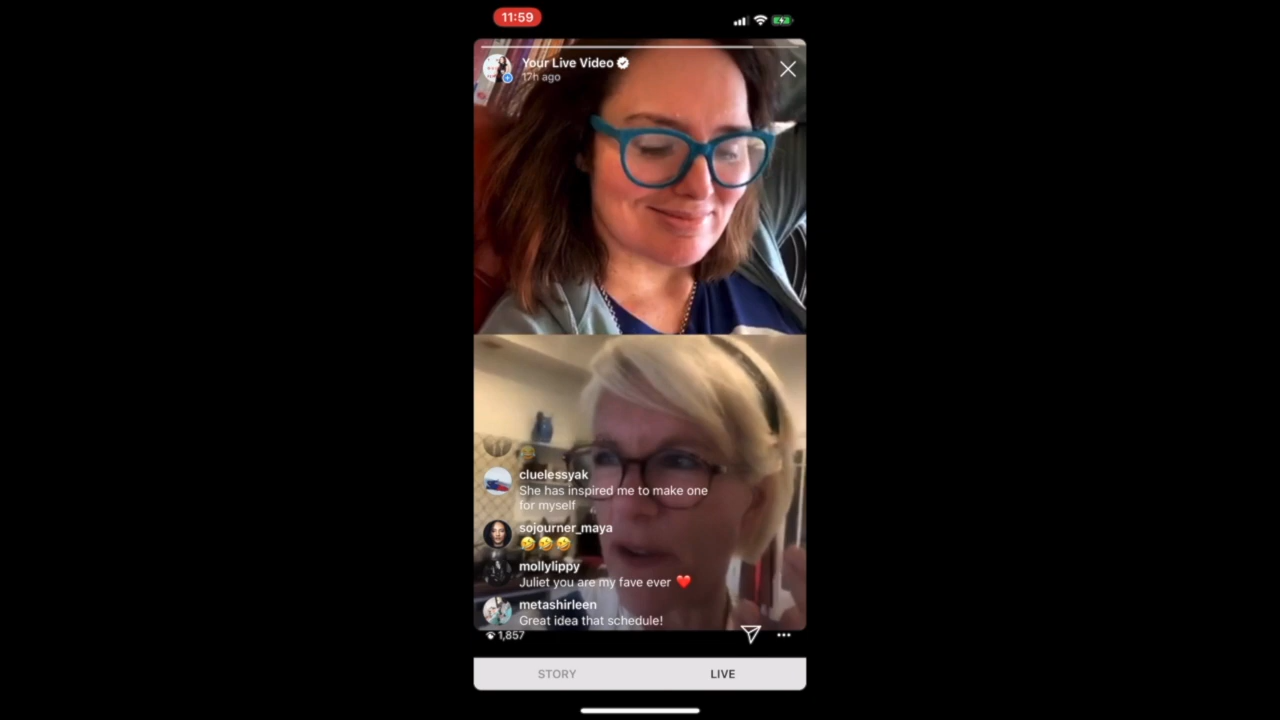 11:59
Your Live Video
17h ago
cluelessyak
She has inspired me to make one
for myself
sojourner_maya
🤣🤣🤣
mollylippy
Juliet you are my fave ever ❤️
metashirleen
Great idea that schedule!
1,857
STORY
LIVE